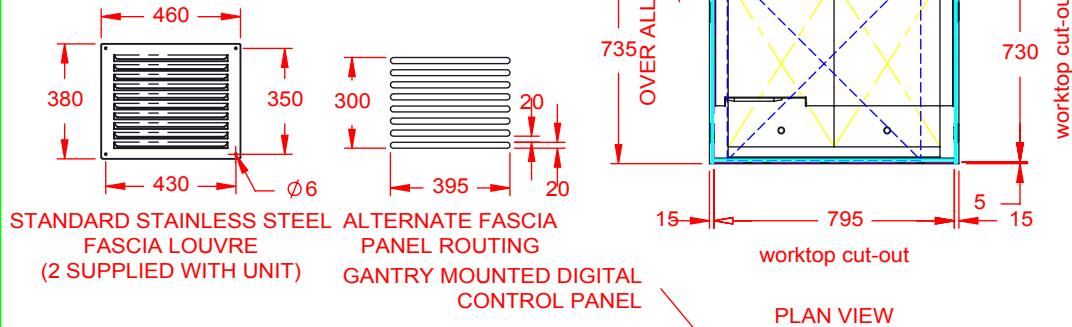 460
380
350
430
Ø6
STANDARD STAINLESS STEEL
FASCIA LOUVRE
(2 SUPPLIED WITH UNIT)
300
20
395
20
ALTERNATE FASCIA
PANEL ROUTING
GANTRY MOUNTED DIGITAL
CONTROL PANEL
735
OVER ALL
730
worktop cut-ou
5
15
795
15
worktop cut-out
PLAN VIEW